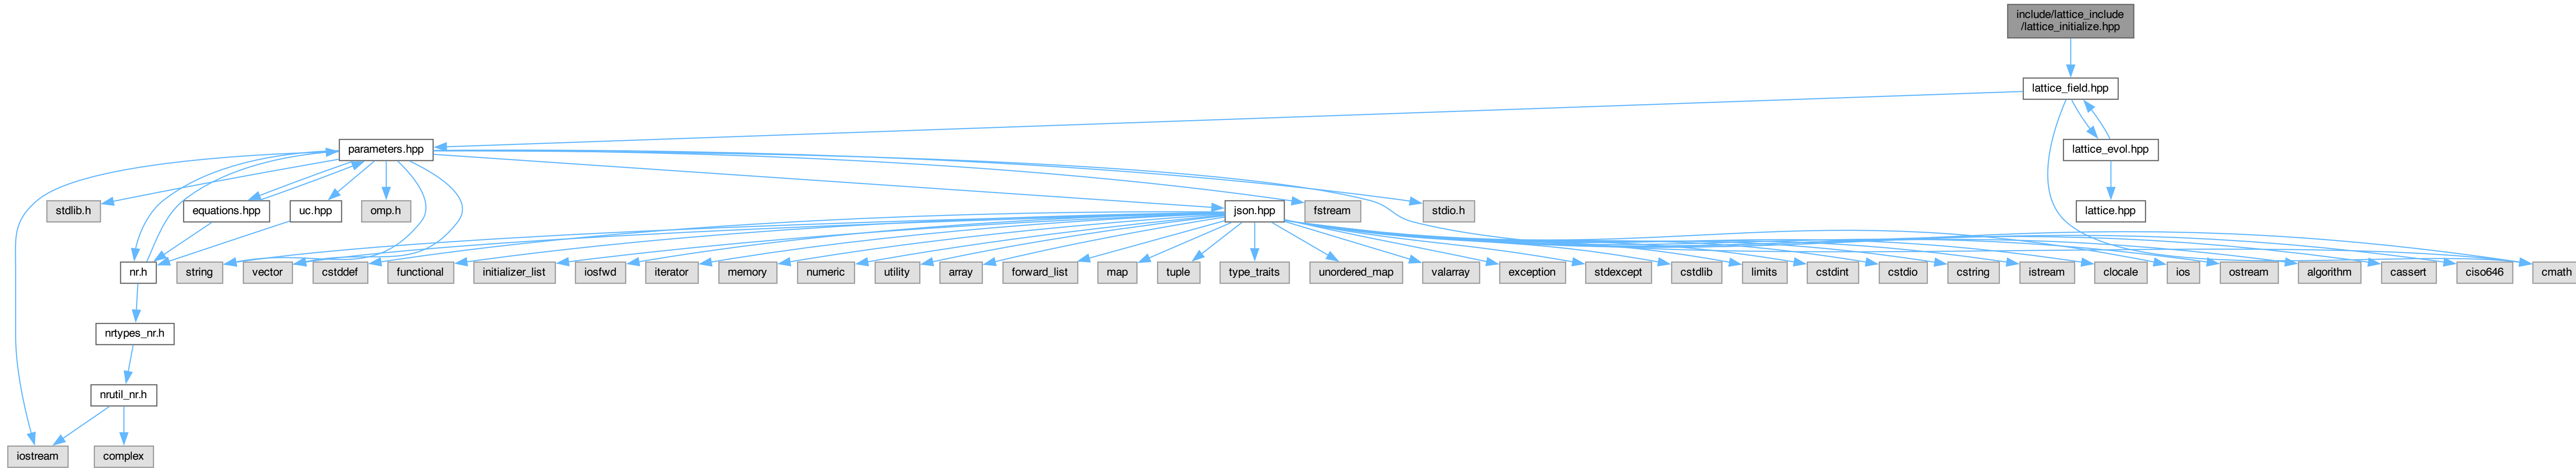 include/lattice_include
/lattice_initialize.hpp
lattice_field.hpp
parameters.hpp
lattice_evol.hpp
stdlib.h
equations.hpp
uc.hpp
omp.h
json.hpp
fstream
stdio.h
lattice.hpp
nr.h
string
vector
cstddef
functional
initializer_list
iosfwd
iterator
memory
numeric
utility
array
forward_list
map
tuple
type_traits
unordered_map
valarray
exception
stdexcept
cstdlib
limits
cstdint
cstdio
cstring
istream
clocale
ios
ostream
algorithm
cassert
ciso646
cmath
nrtypes_nr.h
nrutil_nr.h
iostream
complex